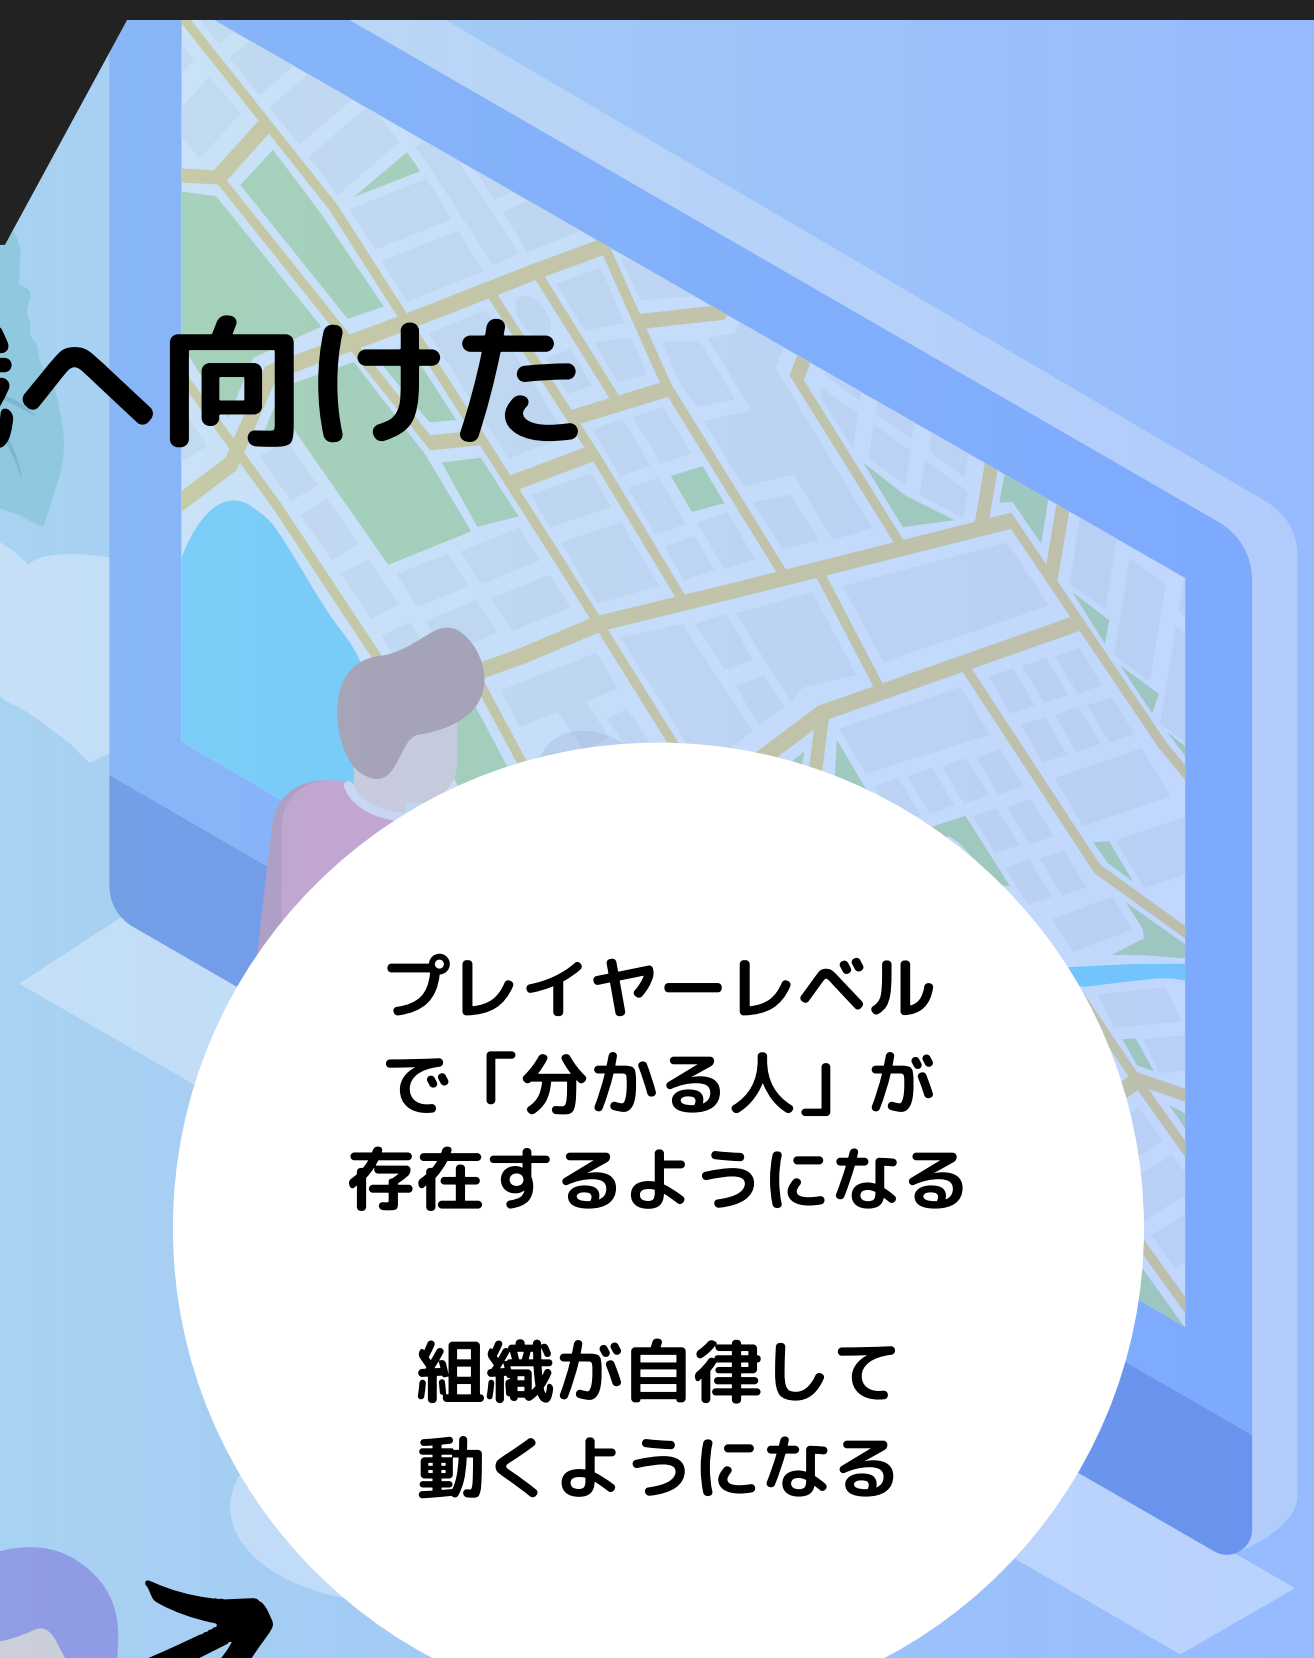 へ向けた
プレイヤーレベル
で「分かる人」が
存在するようになる
組織が自律して
動くようになる